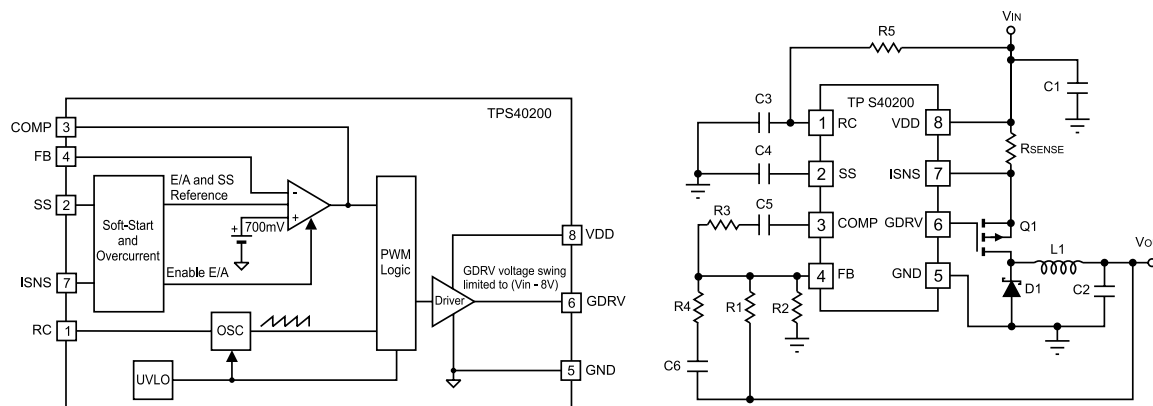 TPS40200
COMP 3
FB 4
SS 2
ISNS 7
RC 1
E/A and SS
Reference
Soft-Start
and
Overcurrent
Enable E/A
-
+
+
700mV
OSC
UVLO
PWM
Logic
Driver
GDRV voltage swing
limited to (Vin - 8V)
8 VDD
6 GDRV
5 GND
VIN
R5
C1
C3
TP S40200
1 RC
VDD 8
RSENSE
C4
2 SS
ISNS 7
R3
C5
3 COMP
GDRV 6
Q1
L1
VO
4 FB
GND 5
D1
C2
R4
R1
R2
C6